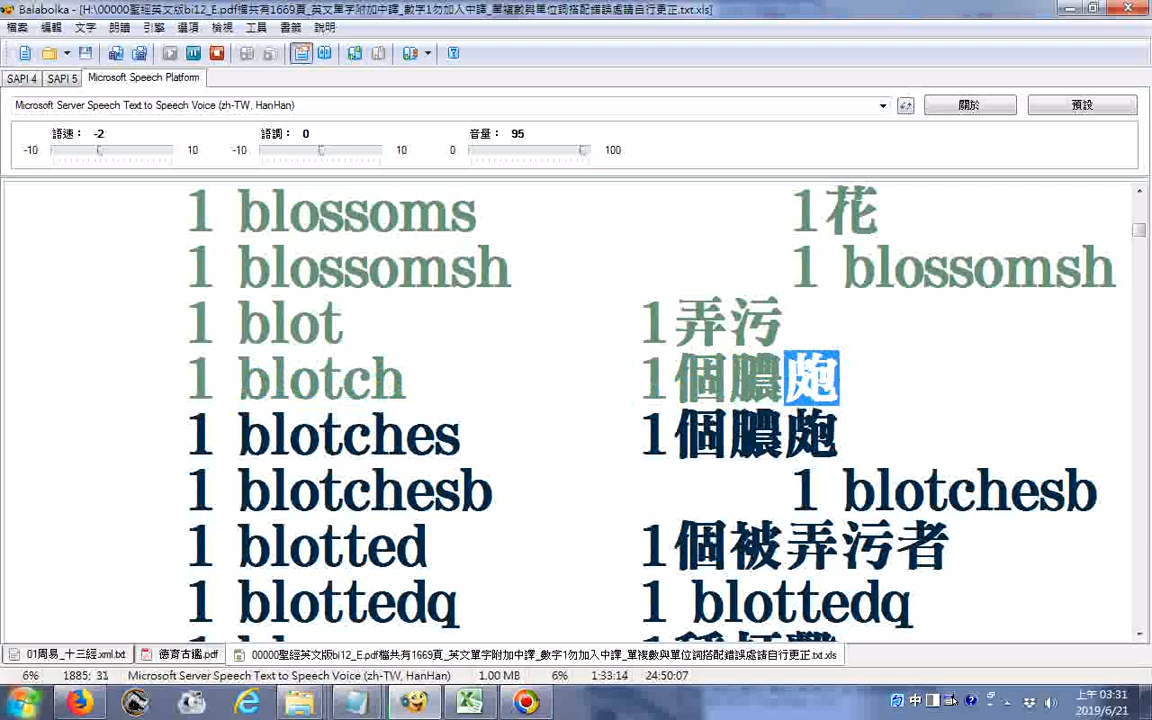 Balabolka - [H:\00000聖經英文版bi12_E.pdf檔共有1669頁_英文單字附加中譯_數字1勿加入中譯_單複數與單位詞搭配錯誤處請自行更正.txt.xls]
檔案 編輯 文字 朗讀 引擎 選項 檢視 工具 書籤 說明
SAPI 4 SAPI 5 Microsoft Speech Platform
Microsoft Server Speech Text to Speech Voice (zh-TW, HanHan) 關於 預設
語速： -2 語調： 0 音量： 95
-10 10 -10 10 0 100
1 blossoms 1花
1 blossomsh 1 blossomsh
1 blot 1弄污
1 blotch 1個膿皰
1 blotches 1個膿皰
1 blotchesb 1 blotchesb
1 blotted 1個被弄污者
1 blottedq 1 blottedq
01周易_十三經.xml.txt 德育古鑑.pdf 00000聖經英文版bi12_E.pdf檔共有1669頁_英文單字附加中譯_數字1勿加入中譯_單複數與單位詞搭配錯誤處請自行更正.txt.xls
6% 1885; 31 Microsoft Server Speech Text to Speech Voice (zh-TW, HanHan) 1.00 MB 6% 1:33:14 24:50:07
中 上午 03:31
2019/6/21